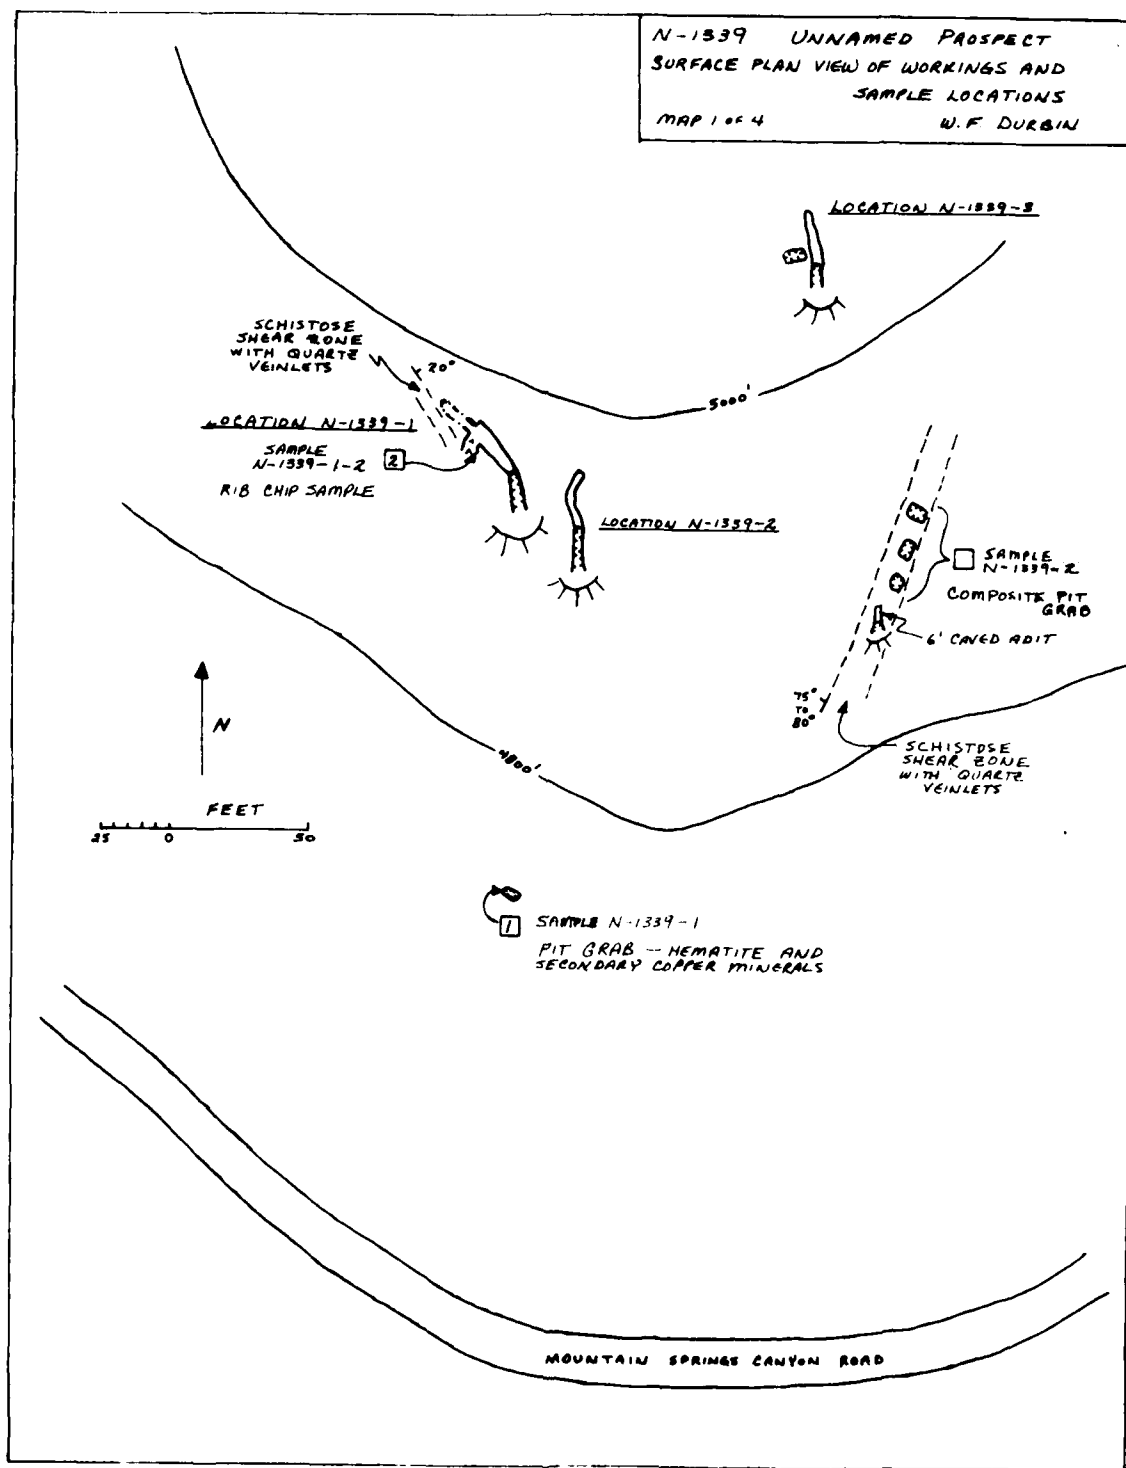 N-1339 UNNAMED PROSPECT
SURFACE PLAN VIEW OF WORKINGS AND
SAMPLE LOCATIONS
MAP 1 OF 4 W.F. DURBIN
LOCATION N-1339-3
SCHISTOSE
SHEAR ZONE
WITH QUARTZ
VEINLETS
20°
5000'
LOCATION N-1339-1
SAMPLE
N-1339-1-2 2
RIB CHIP SAMPLE
LOCATION N-1339-2
SAMPLE
N-1339-2
COMPOSITE PIT
GRAB
6' CAVED ADIT
75°
TO
80°
SCHISTOSE
SHEAR ZONE
WITH QUARTZ
VEINLETS
N
4800'
FEET
25 0 50
1 SAMPLE N-1339-1
PIT GRAB -- HEMATITE AND
SECONDARY COPPER MINERALS
MOUNTAIN SPRINGS CANYON ROAD